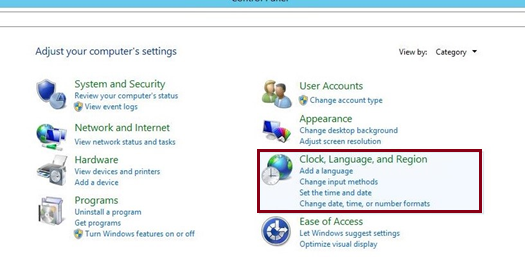 Control Panel
Adjust your computer's settings
View by: Category
System and Security
Review your computer's status
View event logs
Network and Internet
View network status and tasks
Hardware
View devices and printers
Add a device
Programs
Uninstall a program
Get programs
Turn Windows features on or off
User Accounts
Change account type
Appearance
Change desktop background
Adjust screen resolution
Clock, Language, and Region
Add a language
Change input methods
Set the time and date
Change date, time, or number formats
Ease of Access
Let Windows suggest settings
Optimize visual display